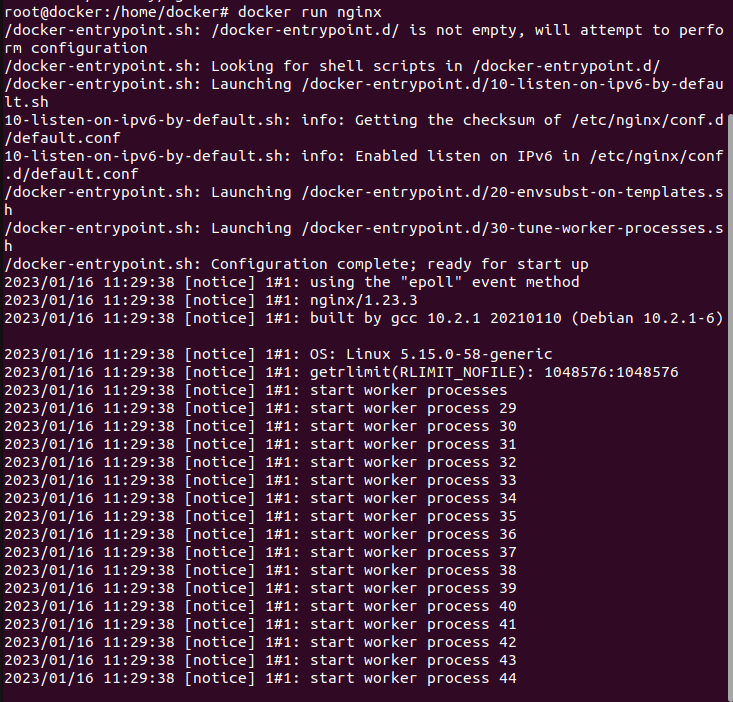 root@docker:/home/docker# docker run nginx
/docker-entrypoint.sh: /docker-entrypoint.d/ is not empty, will attempt to perfo
rm configuration
/docker-entrypoint.sh: Looking for shell scripts in /docker-entrypoint.d/
/docker-entrypoint.sh: Launching /docker-entrypoint.d/10-listen-on-ipv6-by-defau
lt.sh
10-listen-on-ipv6-by-default.sh: info: Getting the checksum of /etc/nginx/conf.d
/default.conf
10-listen-on-ipv6-by-default.sh: info: Enabled listen on IPv6 in /etc/nginx/conf
.d/default.conf
/docker-entrypoint.sh: Launching /docker-entrypoint.d/20-envsubst-on-templates.s
h
/docker-entrypoint.sh: Launching /docker-entrypoint.d/30-tune-worker-processes.s
h
/docker-entrypoint.sh: Configuration complete; ready for start up
2023/01/16 11:29:38 [notice] 1#1: using the "epoll" event method
2023/01/16 11:29:38 [notice] 1#1: nginx/1.23.3
2023/01/16 11:29:38 [notice] 1#1: built by gcc 10.2.1 20210110 (Debian 10.2.1-6)
2023/01/16 11:29:38 [notice] 1#1: OS: Linux 5.15.0-58-generic
2023/01/16 11:29:38 [notice] 1#1: getrlimit(RLIMIT_NOFILE): 1048576:1048576
2023/01/16 11:29:38 [notice] 1#1: start worker processes
2023/01/16 11:29:38 [notice] 1#1: start worker process 29
2023/01/16 11:29:38 [notice] 1#1: start worker process 30
2023/01/16 11:29:38 [notice] 1#1: start worker process 31
2023/01/16 11:29:38 [notice] 1#1: start worker process 32
2023/01/16 11:29:38 [notice] 1#1: start worker process 33
2023/01/16 11:29:38 [notice] 1#1: start worker process 34
2023/01/16 11:29:38 [notice] 1#1: start worker process 35
2023/01/16 11:29:38 [notice] 1#1: start worker process 36
2023/01/16 11:29:38 [notice] 1#1: start worker process 37
2023/01/16 11:29:38 [notice] 1#1: start worker process 38
2023/01/16 11:29:38 [notice] 1#1: start worker process 39
2023/01/16 11:29:38 [notice] 1#1: start worker process 40
2023/01/16 11:29:38 [notice] 1#1: start worker process 41
2023/01/16 11:29:38 [notice] 1#1: start worker process 42
2023/01/16 11:29:38 [notice] 1#1: start worker process 43
2023/01/16 11:29:38 [notice] 1#1: start worker process 44